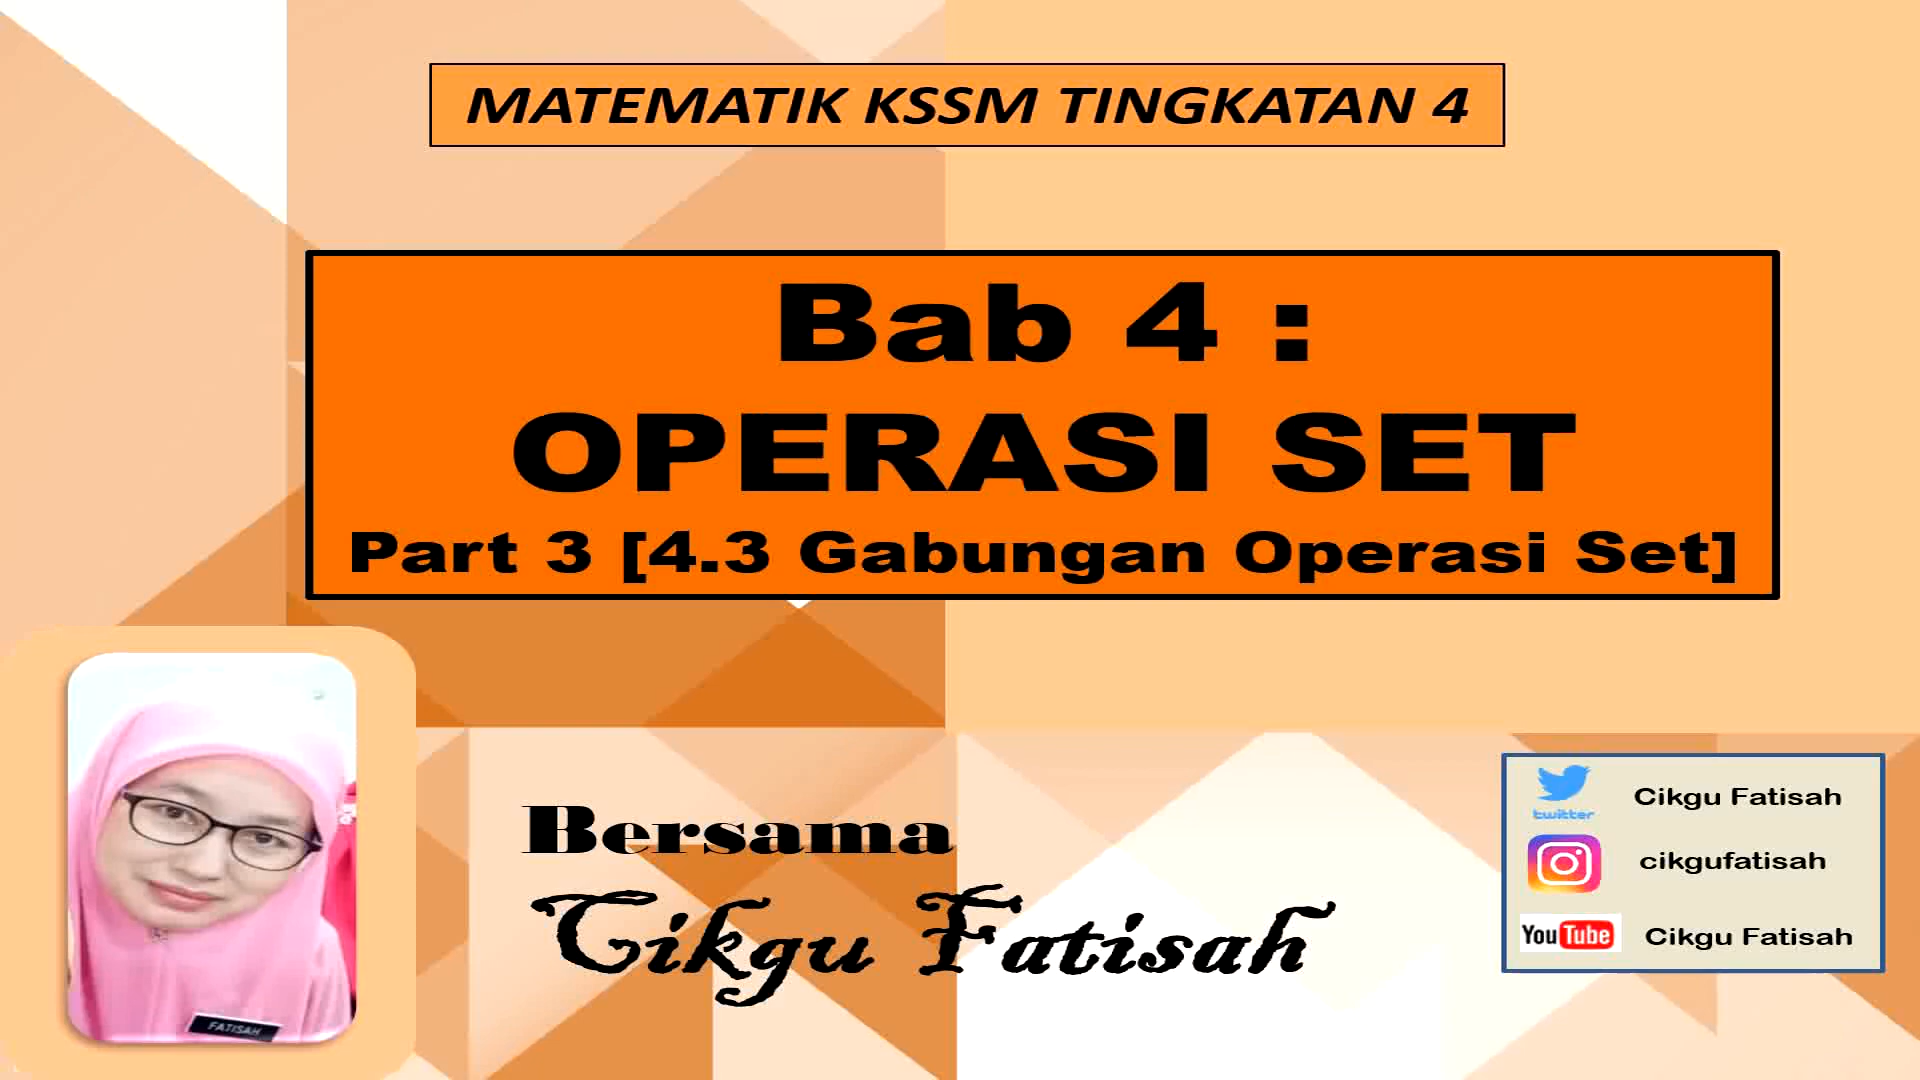 MATEMATIK KSSM TINGKATAN 4
Bab 4 :
OPERASI SET
Part 3 [4.3 Gabungan Operasi Set]
Bersama
Cikgu Fatisah
FATISAH
twitter
Cikgu Fatisah
cikgufatisah
YouTube
Cikgu Fatisah